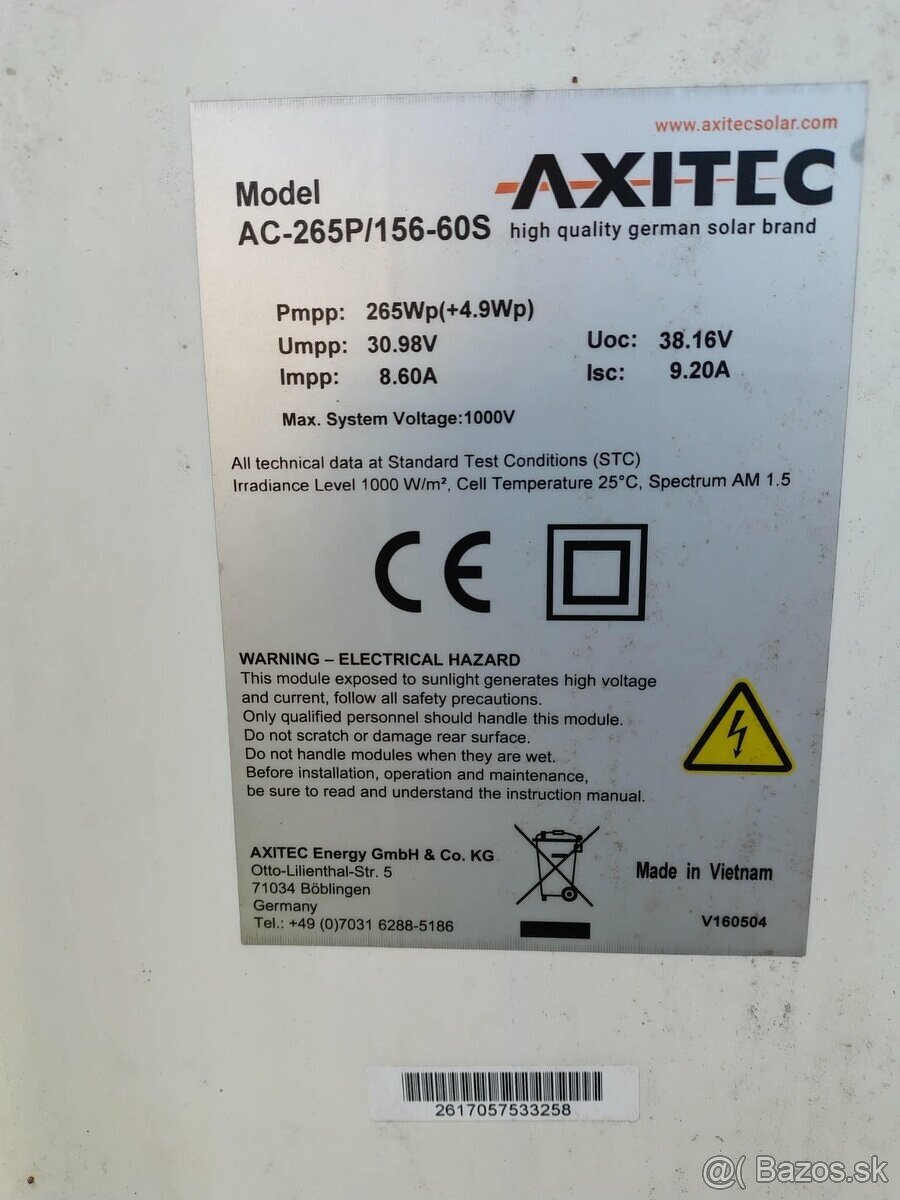 www.axitecsolar.com
AXITEC
high quality german solar brand
Model
AC-265P/156-60S
Pmpp: 265Wp(+4.9Wp)
Umpp: 30.98V Uoc: 38.16V
Impp: 8.60A Isc: 9.20A
Max. System Voltage:1000V
All technical data at Standard Test Conditions (STC)
Irradiance Level 1000 W/m², Cell Temperature 25°C, Spectrum AM 1.5
CE
WARNING – ELECTRICAL HAZARD
This module exposed to sunlight generates high voltage
and current, follow all safety precautions.
Only qualified personnel should handle this module.
Do not scratch or damage rear surface.
Do not handle modules when they are wet.
Before installation, operation and maintenance,
be sure to read and understand the instruction manual.
AXITEC Energy GmbH & Co. KG
Otto-Lilienthal-Str. 5
71034 Böblingen
Germany
Tel.: +49 (0)7031 6288-5186
Made in Vietnam
V160504
2617057533258
@( Bazos.sk